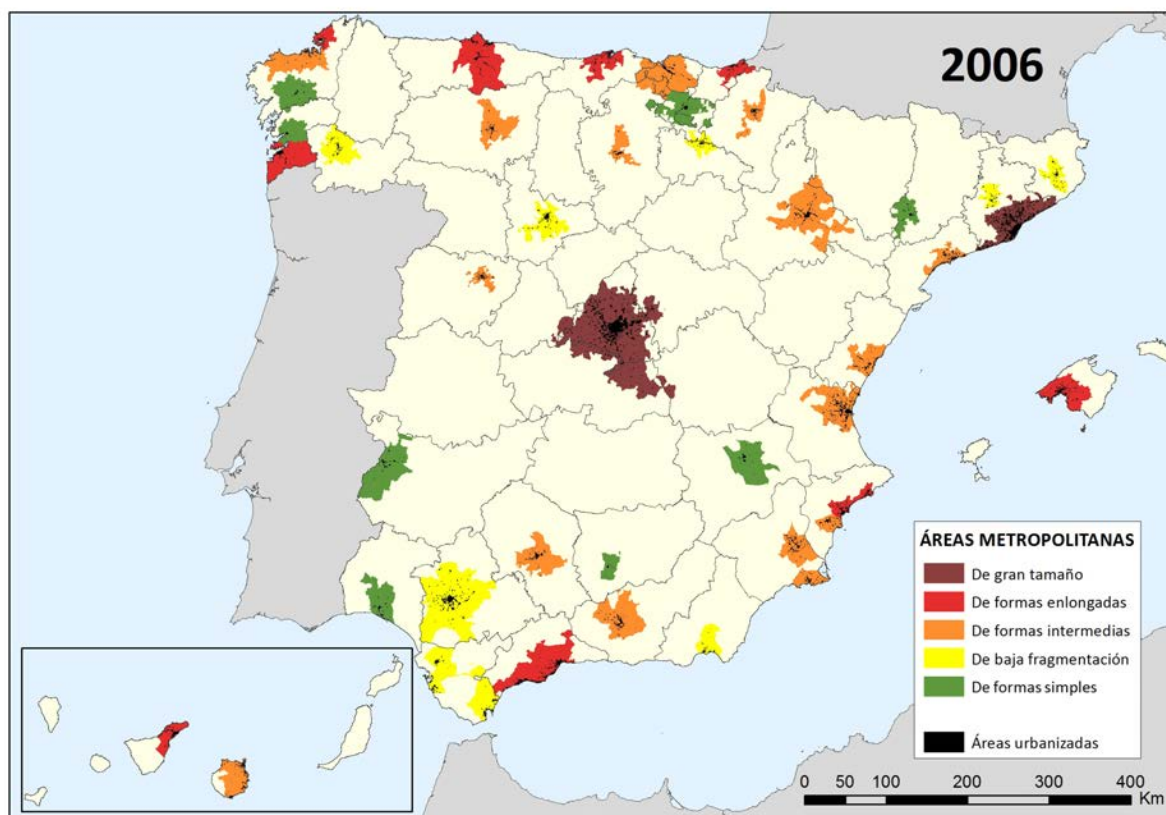 2006
ÁREAS METROPOLITANAS
De gran tamaño
De formas enlongadas
De formas intermedias
De baja fragmentación
De formas simples
Áreas urbanizadas
0 50 100 200 300 400
Km